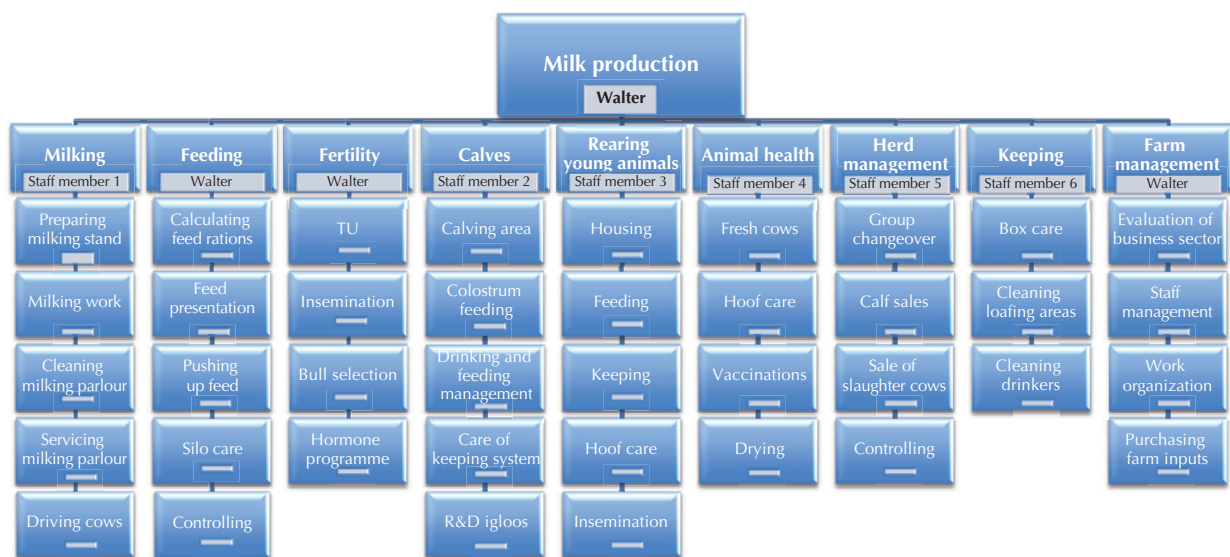 Milk production
Walter
Milking
Staff member 1
Preparing
milking stand
Milking work
Cleaning
milking parlour
Servicing
milking parlour
Driving cows
Feeding
Walter
Calculating
feed rations
Feed
presentation
Pushing
up feed
Silo care
Controlling
Fertility
Walter
TU
Insemination
Bull selection
Hormone
programme
Calves
Staff member 2
Calving area
Colostrum
feeding
Drinking and
feeding
management
Care of
keeping system
R&D igloos
Rearing
young animals
Staff member 3
Housing
Feeding
Keeping
Hoof care
Insemination
Animal health
Staff member 4
Fresh cows
Hoof care
Vaccinations
Drying
Herd
management
Staff member 5
Group
changeover
Calf sales
Sale of
slaughter cows
Controlling
Keeping
Staff member 6
Box care
Cleaning
loafing areas
Cleaning
drinkers
Farm
management
Walter
Evaluation of
business sector
Staff
management
Work
organization
Purchasing
farm inputs